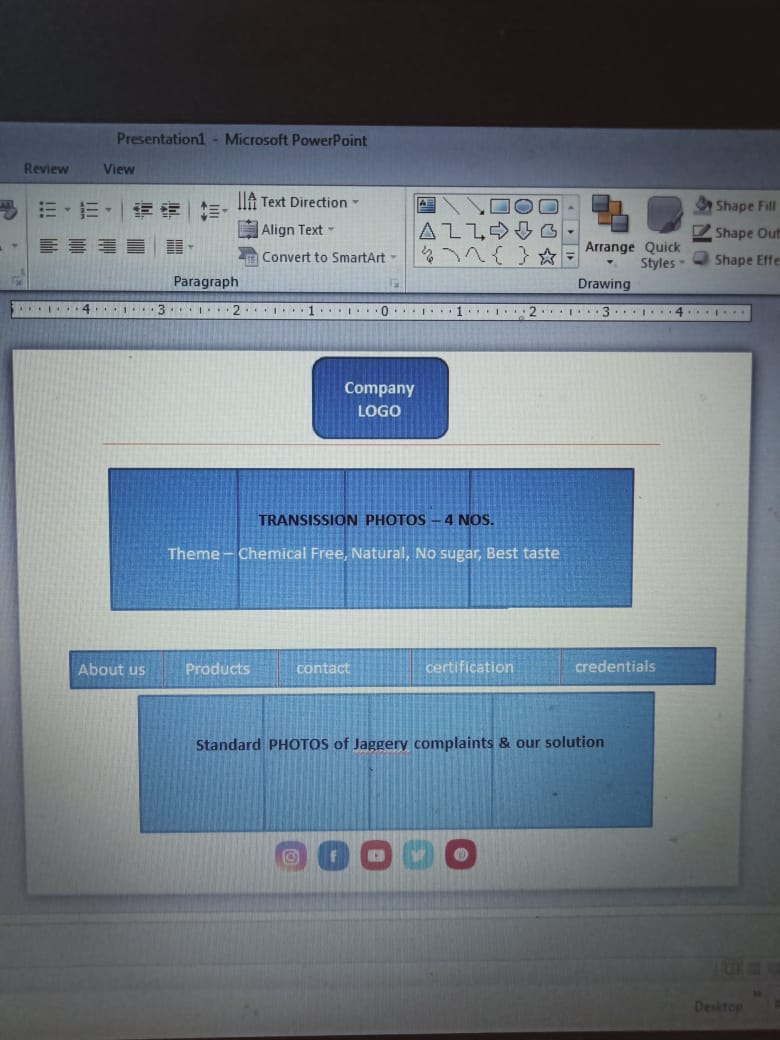 Presentation1 - Microsoft PowerPoint
Review View
Text Direction
Align Text
Convert to SmartArt
Paragraph
Arrange
Quick Styles
Shape Fill
Shape Out
Shape Effe
Drawing
4 3 2 1 0 1 2 3 4
Company
LOGO
TRANSISSION PHOTOS – 4 NOS.
Theme – Chemical Free, Natural, No sugar, Best taste
About us Products contact certification credentials
Standard PHOTOS of Jaggery complaints & our solution
Desktop